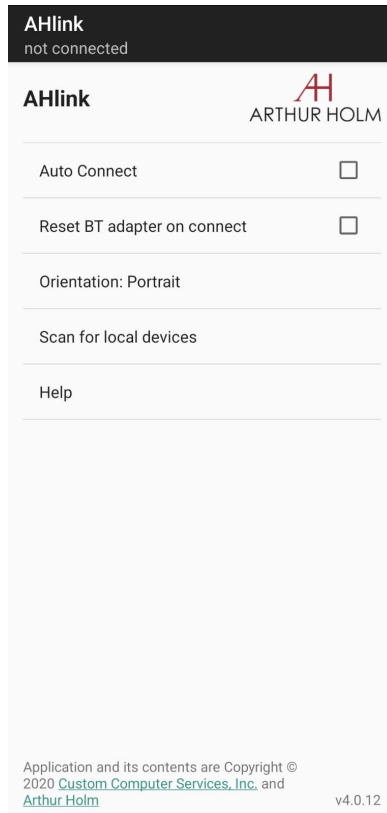 AHlink
not connected
AHlink
AH
ARTHUR HOLM
Auto Connect
Reset BT adapter on connect
Orientation: Portrait
Scan for local devices
Help
Application and its contents are Copyright ©
2020 Custom Computer Services, Inc. and
Arthur Holm
v4.0.12